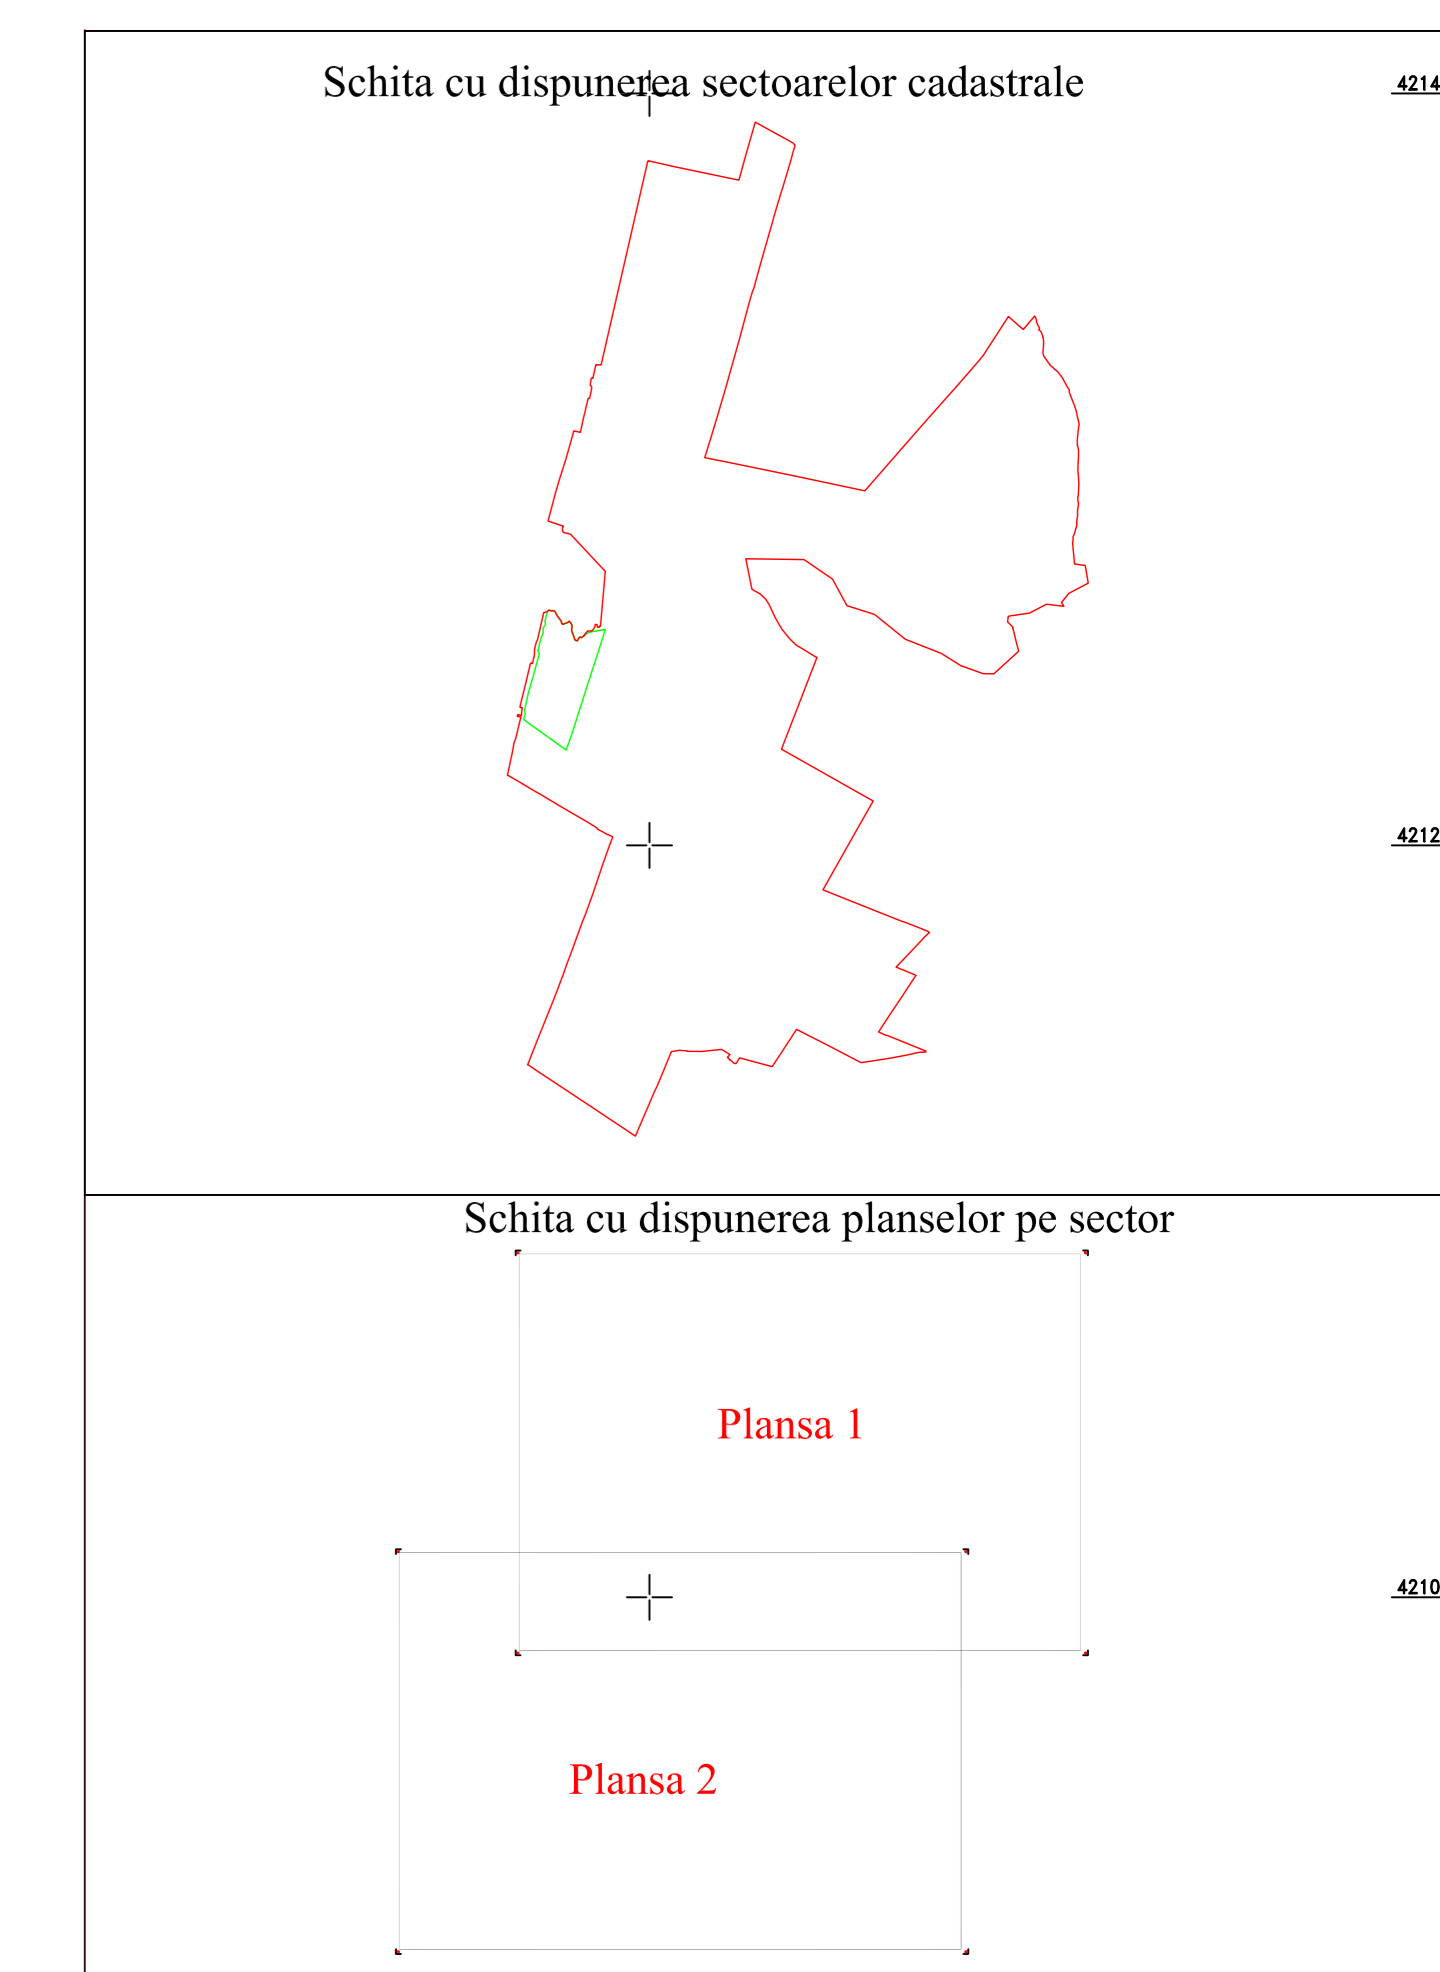 Schita cu dispunerea sectoarelor cadastrale
4214
4212
Schita cu dispunerea planselor pe sector
Plansa 1
4210
Plansa 2